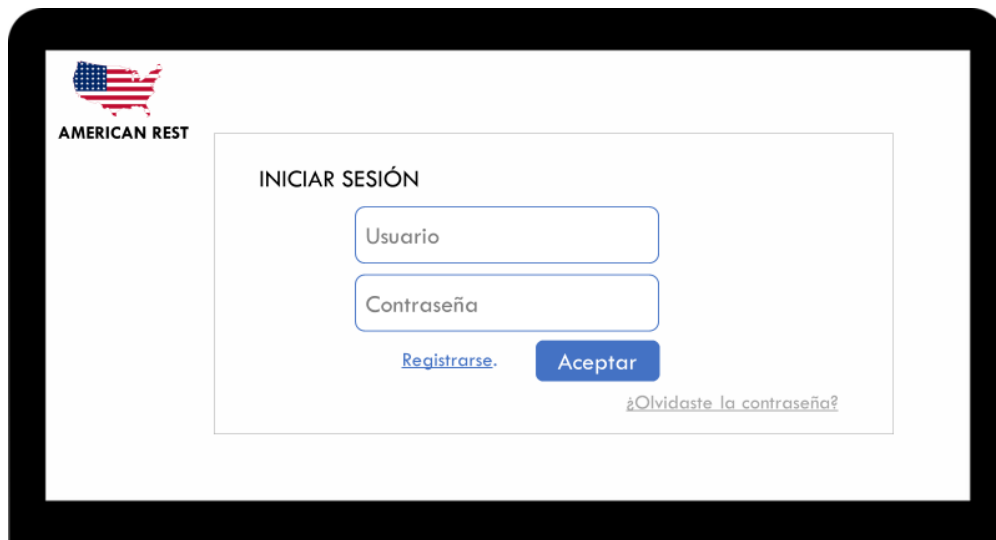 AMERICAN REST
INICIAR SESIÓN
Usuario
Contraseña
Registrarse.
Aceptar
¿Olvidaste la contraseña?